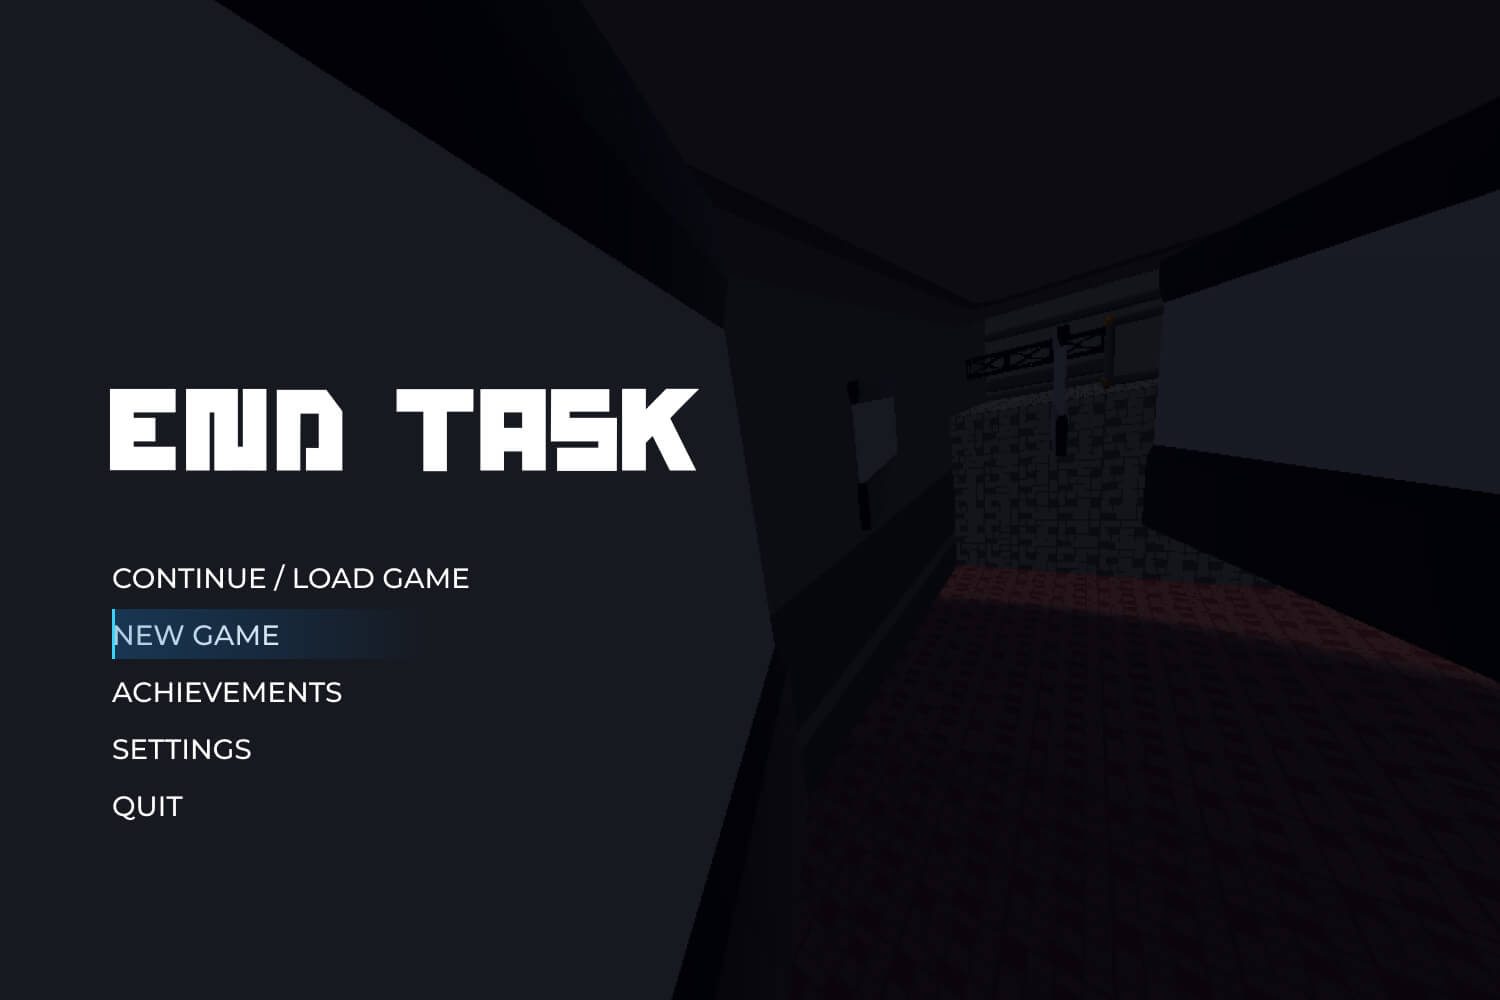 END TASK
CONTINUE / LOAD GAME
NEW GAME
ACHIEVEMENTS
SETTINGS
QUIT